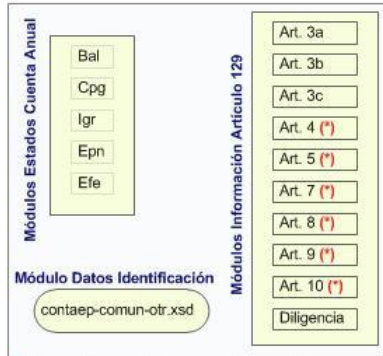 Módulos Estados Cuenta Anual
Bal
Cpg
Igr
Epn
Efe
Módulo Datos Identificación
contaep-comun-otr.xsd
Módulos Información Artículo 129
Art. 3a
Art. 3b
Art. 3c
Art. 4 (*)
Art. 5 (*)
Art. 7 (*)
Art. 8 (*)
Art. 9 (*)
Art. 10 (*)
Diligencia